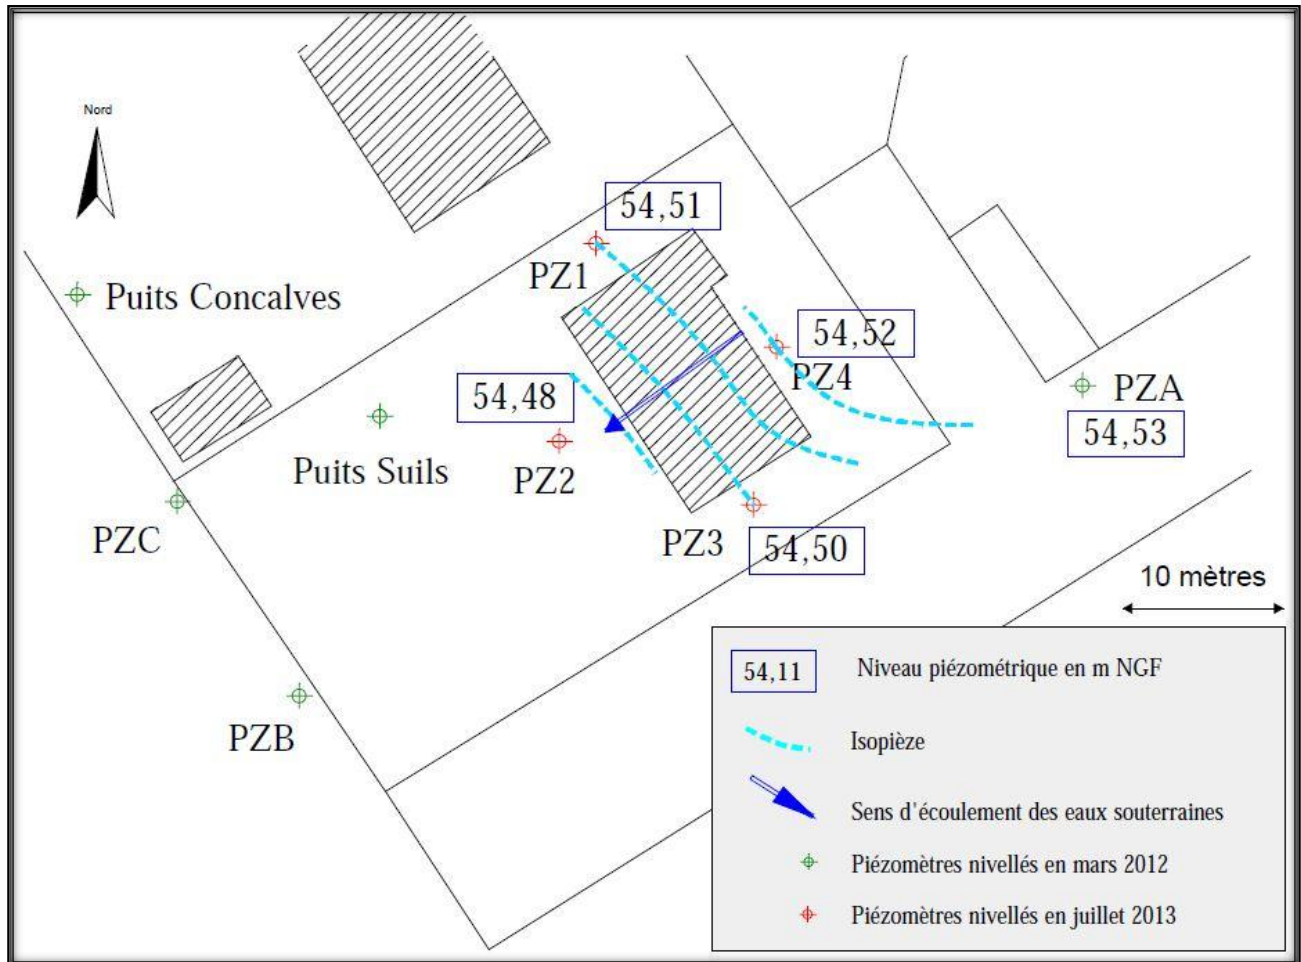 Nord
54,51
PZ1
Puits Concalves
54,52
PZ4
54,48
PZA
54,53
Puits Suils
PZ2
PZC
PZ3
54,50
10 mètres
54,11
Niveau piézométrique en m NGF
Isopièze
PZB
Sens d'écoulement des eaux souterraines
Piézomètres nivellés en mars 2012
Piézomètres nivellés en juillet 2013